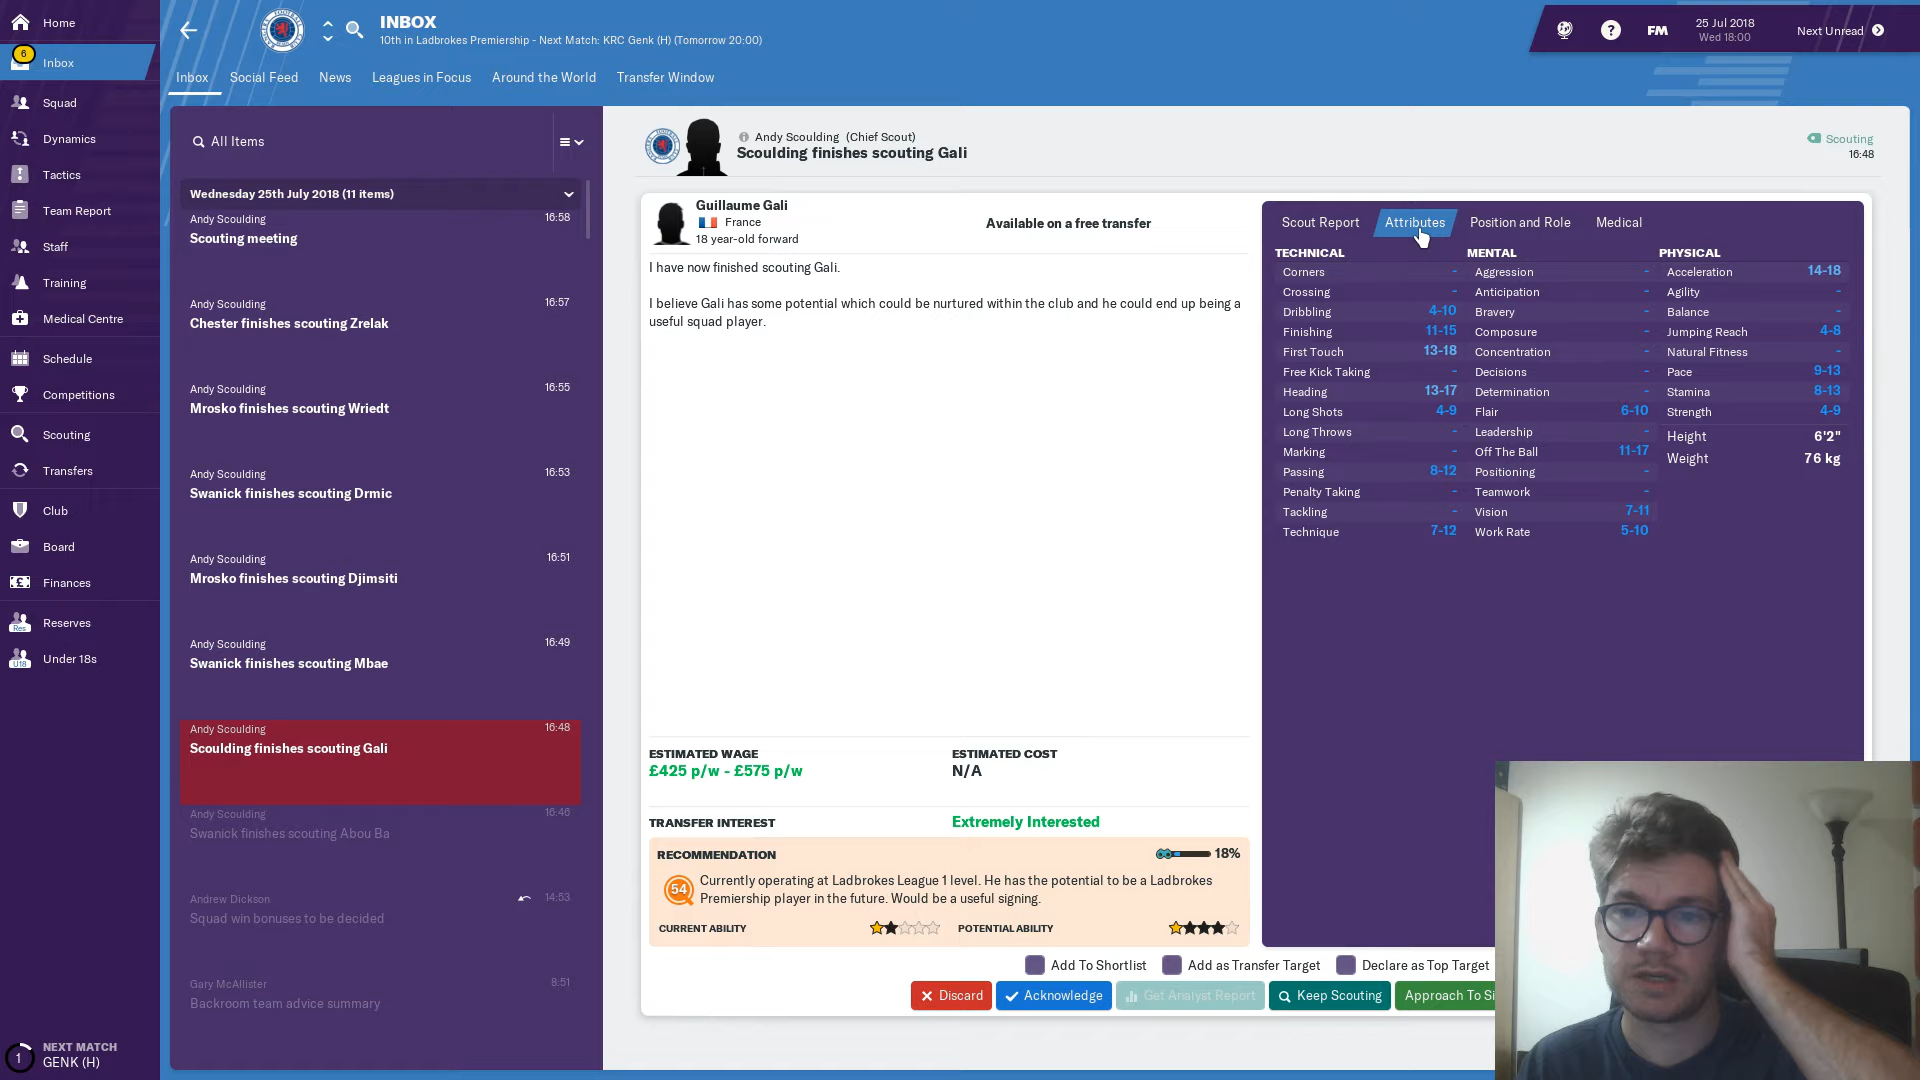 Home
6
Inbox
Squad
Dynamics
Tactics
Team Report
Staff
Training
Medical Centre
Schedule
Competitions
Scouting
Transfers
Club
Board
Finances
Res
Reserves
U18
Under 18s
1
NEXT MATCH
GENK (H)
INBOX
10th in Ladbrokes Premiership - Next Match: KRC Genk (H) (Tomorrow 20:00)
FM
25 Jul 2018
Wed 18:00
Next Unread
Inbox Social Feed News Leagues in Focus Around the World Transfer Window
All Items
Wednesday 25th July 2018 (11 items)
Andy Scoulding 16:58
Scouting meeting
Andy Scoulding 16:57
Chester finishes scouting Zrelak
Andy Scoulding 16:55
Mrosko finishes scouting Wriedt
Andy Scoulding 16:53
Swanick finishes scouting Drmic
Andy Scoulding 16:51
Mrosko finishes scouting Djimsiti
Andy Scoulding 16:49
Swanick finishes scouting Mbae
Andy Scoulding 16:48
Scoulding finishes scouting Gali
Andy Scoulding 16:46
Swanick finishes scouting Abou Ba
Andrew Dickson 14:53
Squad win bonuses to be decided
Gary McAllister 8:51
Backroom team advice summary
Andy Scoulding (Chief Scout)
Scoulding finishes scouting Gali
Scouting
16:48
Guillaume Gali
France
18 year-old forward
Available on a free transfer
I have now finished scouting Gali.
I believe Gali has some potential which could be nurtured within the club and he could end up being a
useful squad player.
ESTIMATED WAGE
£425 p/w - £575 p/w
ESTIMATED COST
N/A
TRANSFER INTEREST Extremely Interested
RECOMMENDATION 18%
54
Currently operating at Ladbrokes League 1 level. He has the potential to be a Ladbrokes
Premiership player in the future. Would be a useful signing.
CURRENT ABILITY POTENTIAL ABILITY
Add To Shortlist Add as Transfer Target Declare as Top Target
Discard Acknowledge Get Analyst Report Keep Scouting Approach To Si
Scout Report Attributes Position and Role Medical
TECHNICAL MENTAL PHYSICAL
Corners - Aggression - Acceleration 14-18
Crossing - Anticipation - Agility -
Dribbling 4-10 Bravery - Balance -
Finishing 11-15 Composure - Jumping Reach 4-8
First Touch 13-18 Concentration - Natural Fitness -
Free Kick Taking - Decisions - Pace 9-13
Heading 13-17 Determination - Stamina 8-13
Long Shots 4-9 Flair 6-10 Strength 4-9
Long Throws - Leadership - Height 6'2"
Marking - Off The Ball 11-17 Weight 76 kg
Passing 8-12 Positioning -
Penalty Taking - Teamwork -
Tackling - Vision 7-11
Technique 7-12 Work Rate 5-10